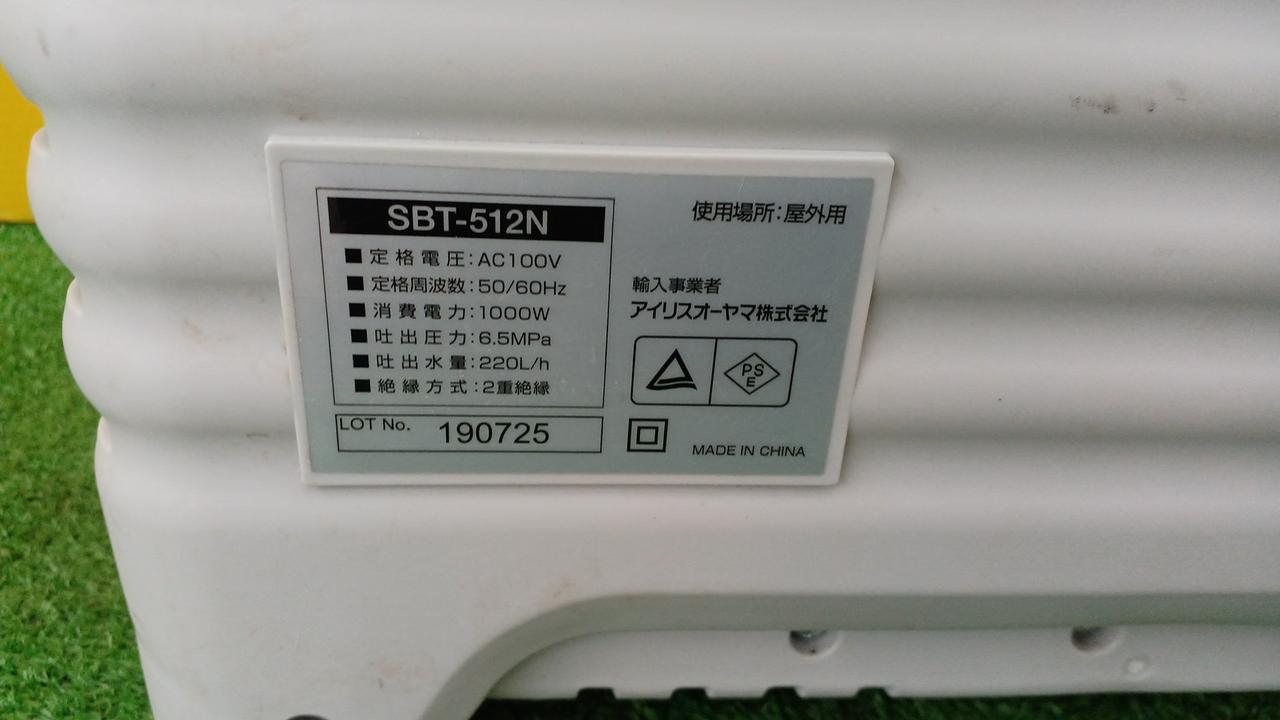 SBT-512N
■定格電圧:AC100V
■定格周波数:50/60Hz
■消費電力:1000W
■吐出圧力:6.5MPa
■吐出水量:220L/h
■絶縁方式:2重絶縁
LOT No. 190725
使用場所:屋外用
輸入事業者
アイリスオーヤマ株式会社
PS
E
MADE IN CHINA